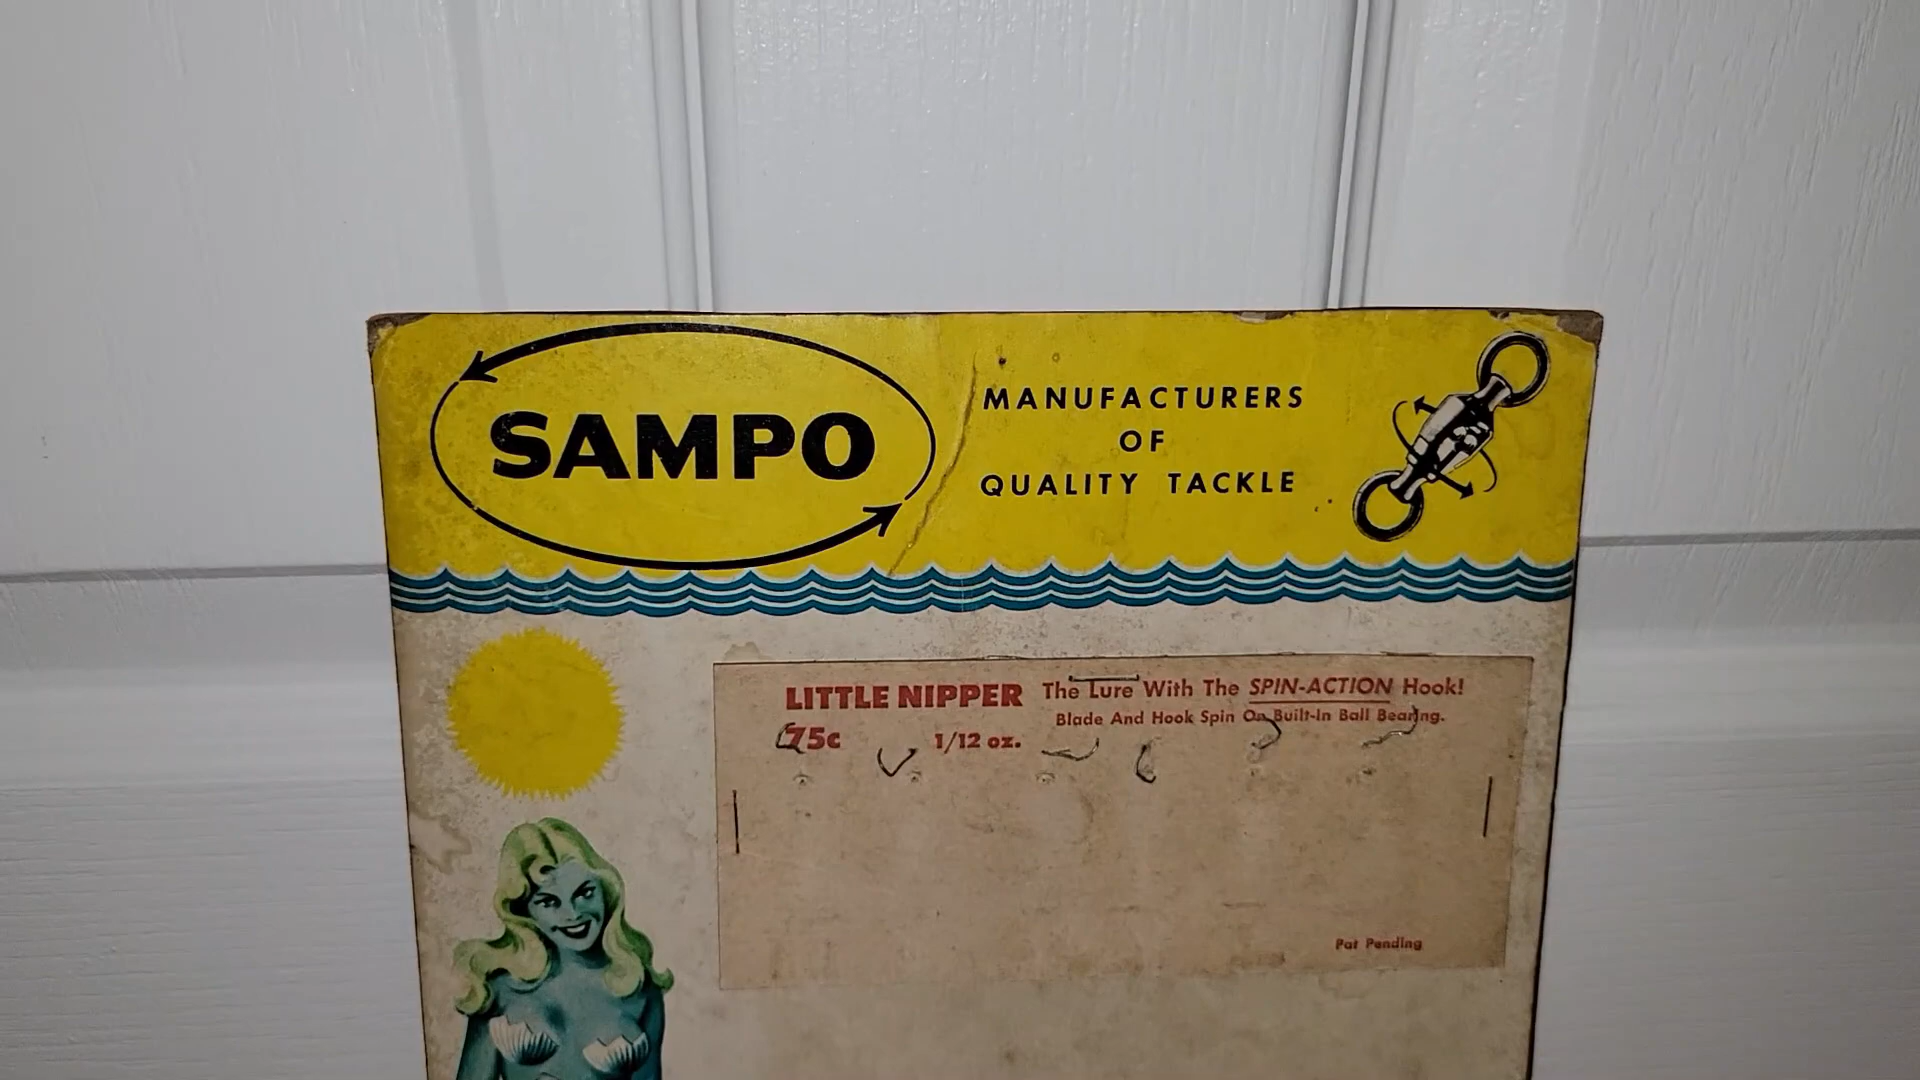 SAMPO
MANUFACTURERS
OF
QUALITY TACKLE
LITTLE NIPPER The Lure With The SPIN-ACTION Hook!
Blade And Hook Spin On Built-In Ball Bearing.
75c 1/12 oz.
Pat Pending